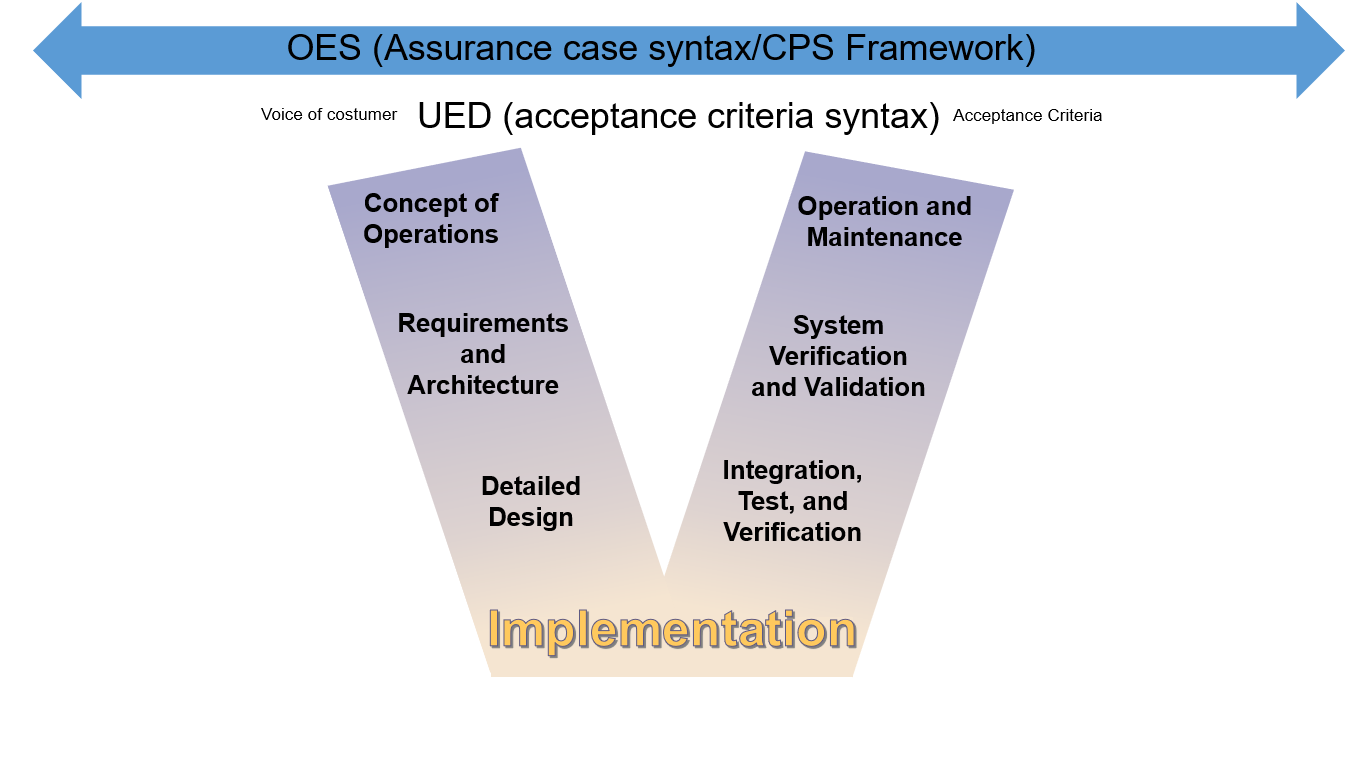 OES (Assurance case syntax/CPS Framework)
Voice of costumer UED (acceptance criteria syntax) Acceptance Criteria
Concept of
Operations
Requirements
and
Architecture
Detailed
Design
Operation and
Maintenance
System
Verification
and Validation
Integration,
Test, and
Verification
Implementation